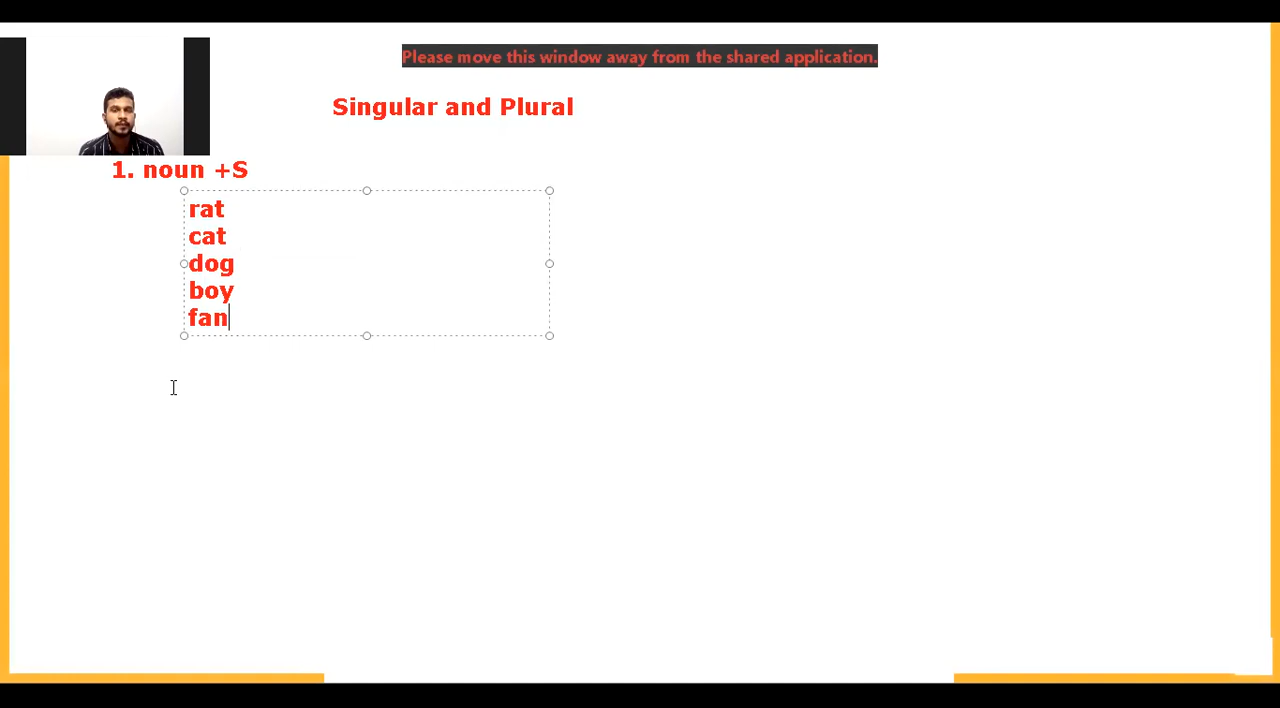 Please move this window away from the shared application.
Singular and Plural
1. noun +S
rat
cat
dog
boy
fan